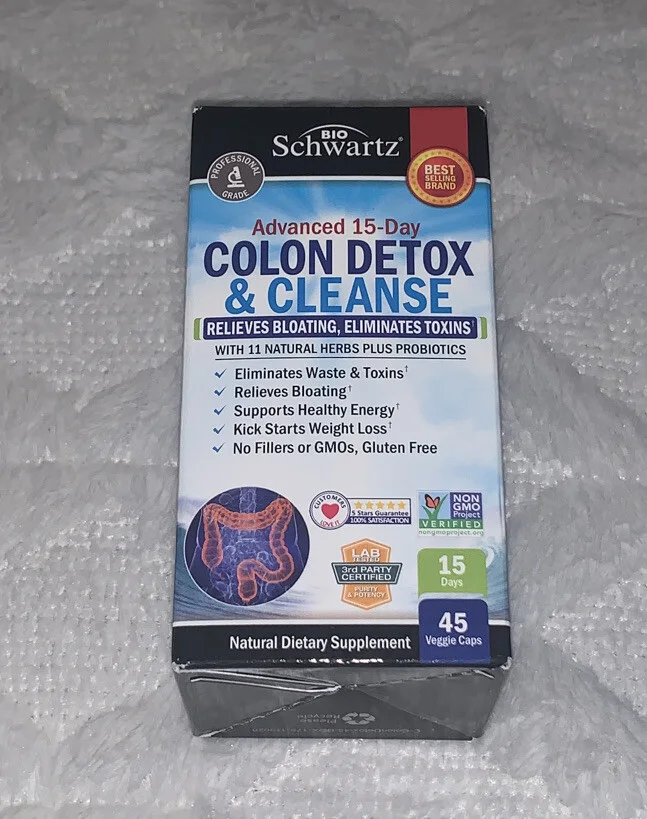 BIO
Schwartz®
PROFESSIONAL
GRADE
BEST
SELLING
BRAND
Advanced 15-Day
COLON DETOX
& CLEANSE
RELIEVES BLOATING, ELIMINATES TOXINS†
WITH 11 NATURAL HERBS PLUS PROBIOTICS
✓ Eliminates Waste & Toxins†
✓ Relieves Bloating†
✓ Supports Healthy Energy†
✓ Kick Starts Weight Loss†
✓ No Fillers or GMOs, Gluten Free
CUSTOMERS
LOVE IT
5 Stars Guarantee
100% SATISFACTION
NON
GMO
Project
VERIFIED
nongmoproject.org
LAB
TESTED
3rd PARTY
CERTIFIED
PURITY
& POTENCY
15
Days
45
Veggie Caps
Natural Dietary Supplement
Please
Recycle